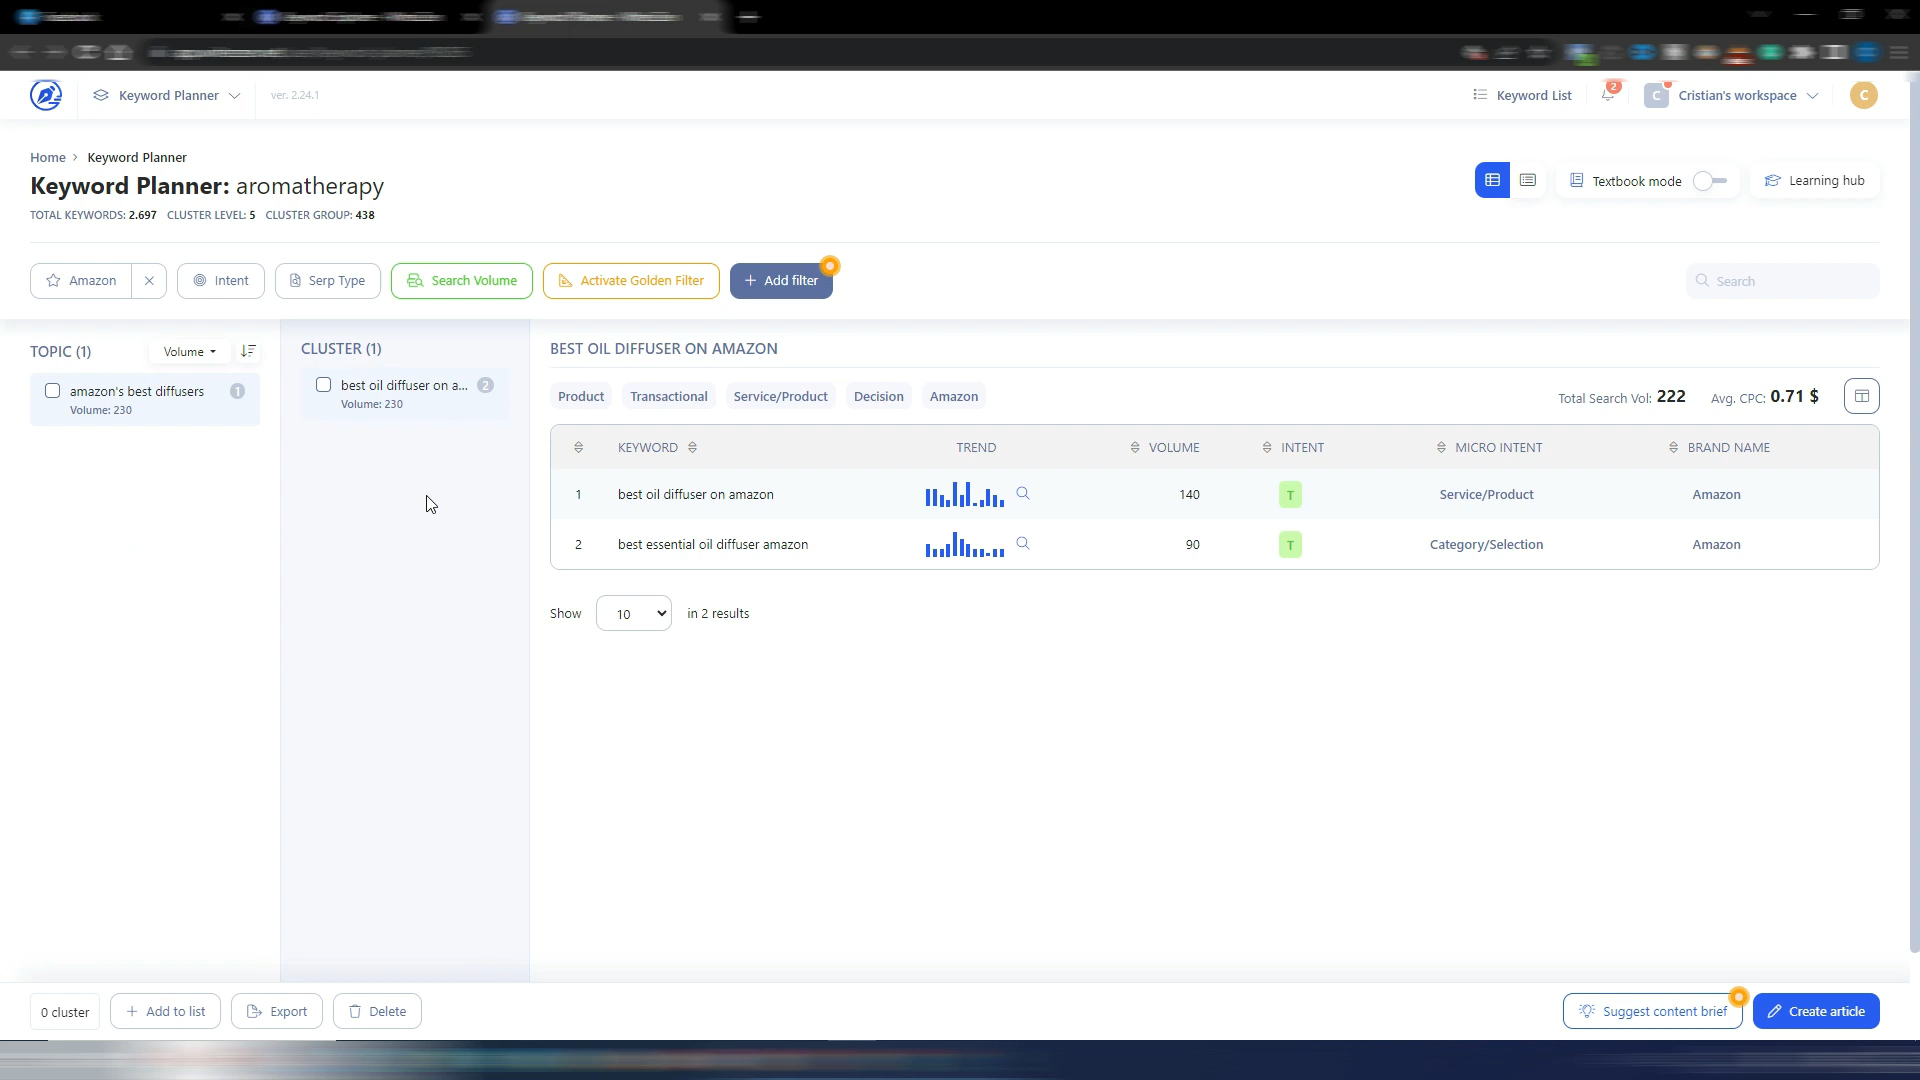 Keyword Planner
ver. 2.24.1
Keyword List
2
C
Cristian's workspace
C
Home > Keyword Planner
Keyword Planner: aromatherapy
TOTAL KEYWORDS: 2.697 CLUSTER LEVEL: 5 CLUSTER GROUP: 438
Textbook mode
Learning hub
Amazon
Intent
Serp Type
Search Volume
Activate Golden Filter
+ Add filter
Search
TOPIC (1)
Volume
amazon's best diffusers 1
Volume: 230
CLUSTER (1)
best oil diffuser on a... 2
Volume: 230
BEST OIL DIFFUSER ON AMAZON
Product Transactional Service/Product Decision Amazon
Total Search Vol: 222 Avg. CPC: 0.71 $
KEYWORD TREND VOLUME INTENT MICRO INTENT BRAND NAME
1 best oil diffuser on amazon 140 T Service/Product Amazon
2 best essential oil diffuser amazon 90 T Category/Selection Amazon
Show 10 in 2 results
0 cluster
+ Add to list
Export
Delete
Suggest content brief
Create article